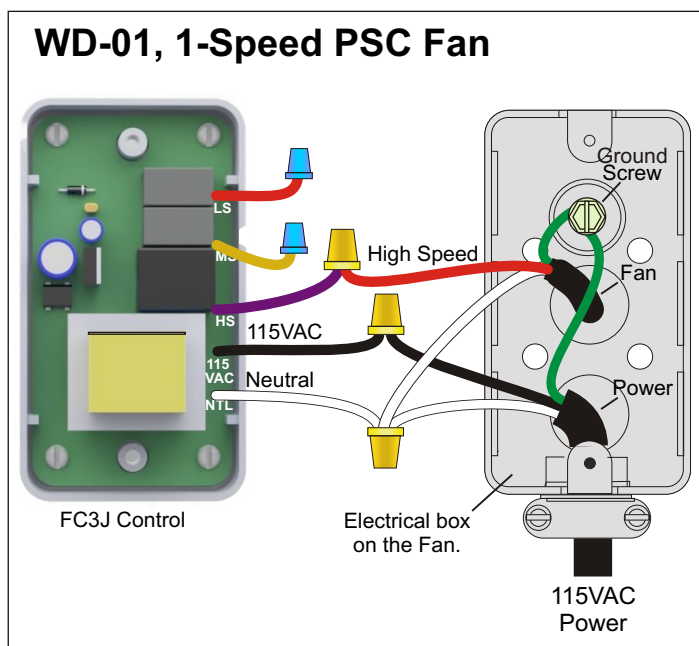 WD-01, 1-Speed PSC Fan
LS
MS
HS
115
VAC
NTL
High Speed
115VAC
Neutral
Ground
Screw
Fan
Power
FC3J Control
Electrical box
on the Fan.
115VAC
Power